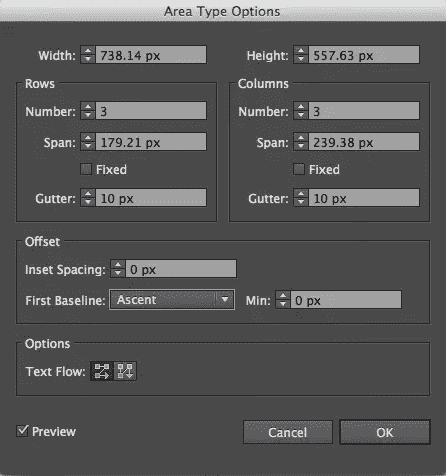 Area Type Options
Width: 738.14 px Height: 557.63 px
Rows Columns
Number: 3 Number: 3
Span: 179.21 px Span: 239.38 px
Fixed Fixed
Gutter: 10 px Gutter: 10 px
Offset
Inset Spacing: 0 px
First Baseline: Ascent Min: 0 px
Options
Text Flow:
Preview Cancel OK